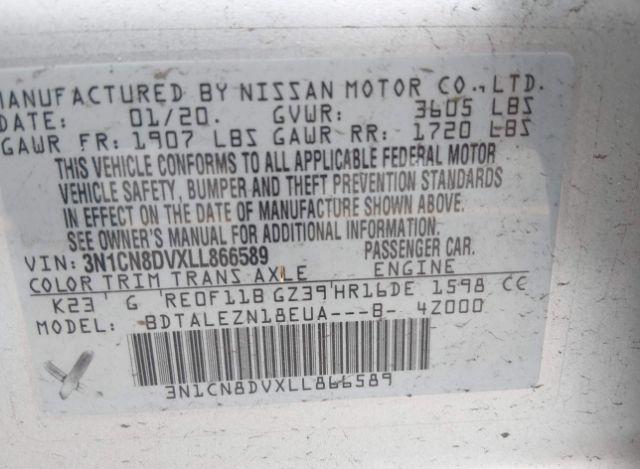 MANUFACTURED BY NISSAN MOTOR CO., LTD.
DATE: 01/20. GVWR: 3605 LBS
GAWR FR: 1907 LBS GAWR RR: 1720 LBS
THIS VEHICLE CONFORMS TO ALL APPLICABLE FEDERAL MOTOR
VEHICLE SAFETY, BUMPER AND THEFT PREVENTION STANDARDS
IN EFFECT ON THE DATE OF MANUFACTURE SHOWN ABOVE.
SEE OWNER'S MANUAL FOR ADDITIONAL INFORMATION.
VIN: 3N1CN8DVXLL866589 PASSENGER CAR.
COLOR TRIM TRANS AXLE ENGINE
K23 G RE0F11B GZ39 HR16DE 1598 CC
MODEL: BDTALEZN18EUA---B- 4Z000
3N1CN8DVXLL866589